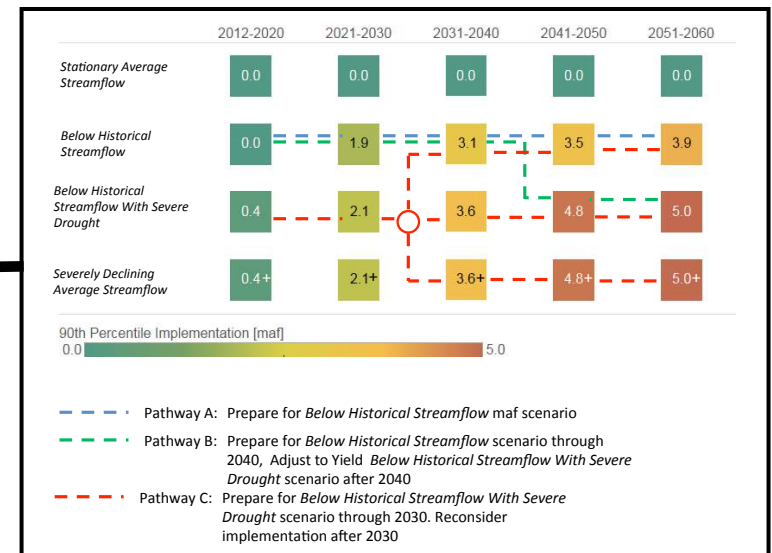 2012-2020 2021-2030 2031-2040 2041-2050 2051-2060
Stationary Average
Streamflow
0.0 0.0 0.0 0.0 0.0
Below Historical
Streamflow
0.0 1.9 3.1 3.5 3.9
Below Historical
Streamflow With Severe
Drought
0.4 2.1 3.6 4.8 5.0
Severely Declining
Average Streamflow
0.4+ 2.1+ 3.6+ 4.8+ 5.0+
90th Percentile Implementation [maf]
0.0 5.0
Pathway A: Prepare for Below Historical Streamflow maf scenario
Pathway B: Prepare for Below Historical Streamflow scenario through
2040, Adjust to Yield Below Historical Streamflow With Severe
Drought scenario after 2040
Pathway C: Prepare for Below Historical Streamflow With Severe
Drought scenario through 2030. Reconsider
implementation after 2030